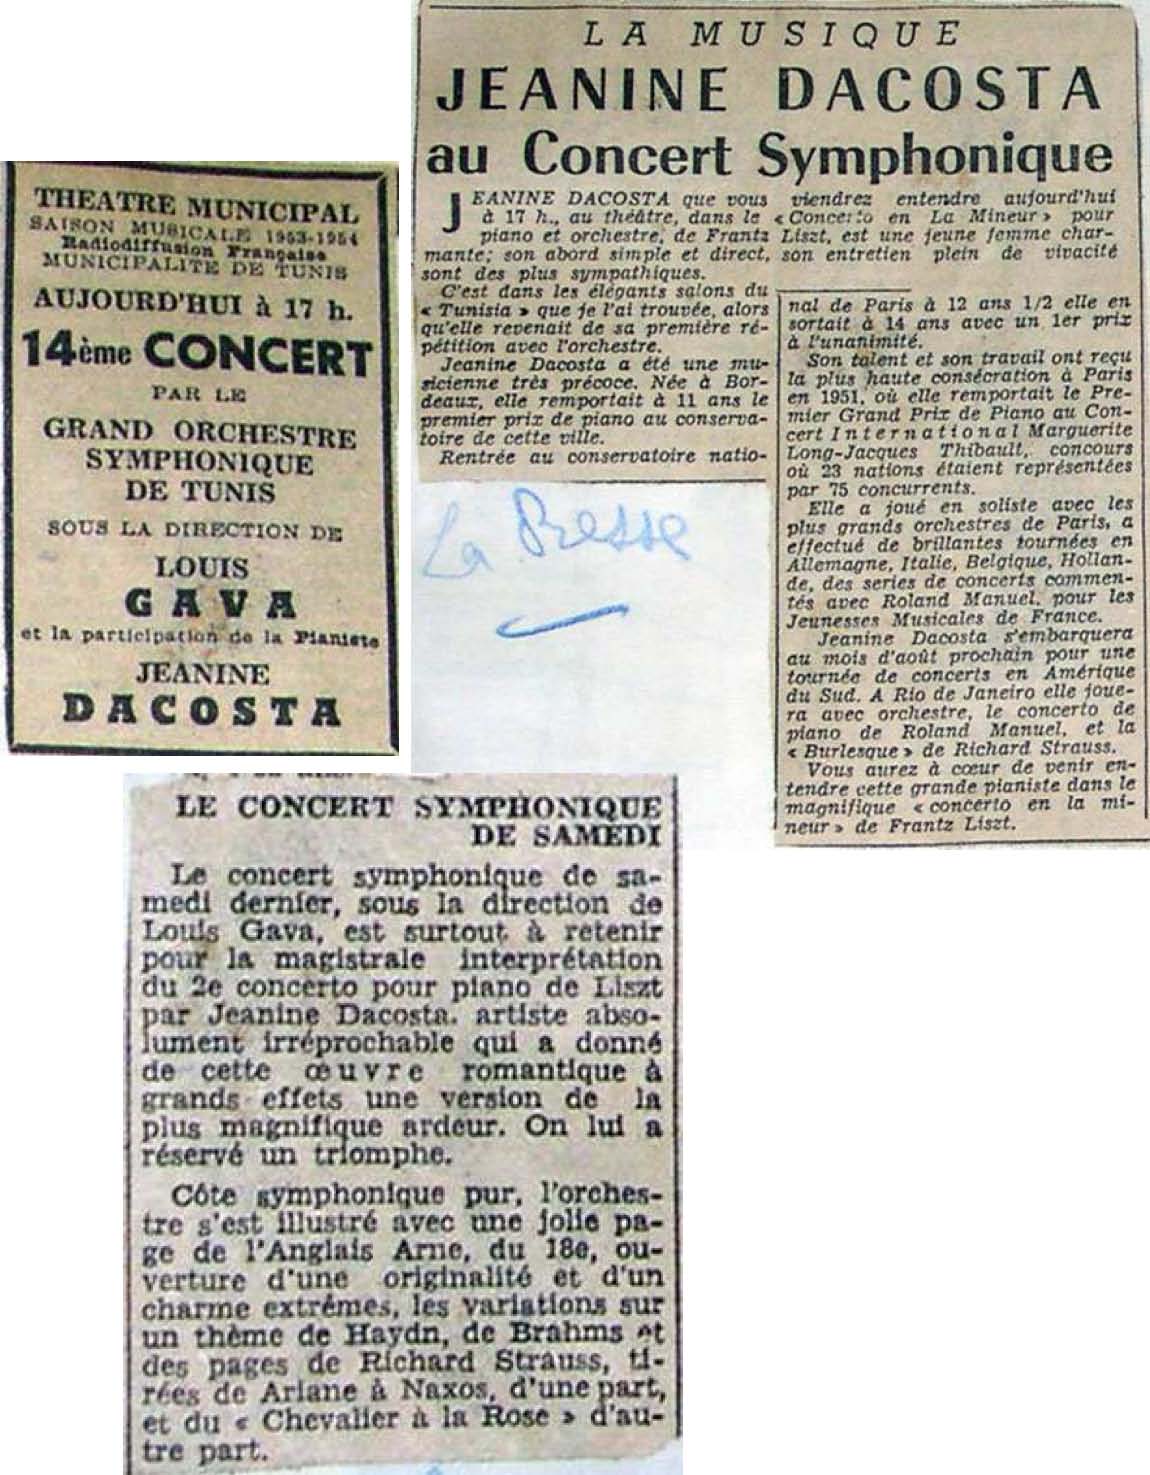 THEATRE MUNICIPAL
SAISON MUSICALE 1953-1954
Radiodiffusion Française
MUNICIPALITE DE TUNIS
AUJOURD'HUI à 17 h.
14ème CONCERT
PAR LE
GRAND ORCHESTRE
SYMPHONIQUE
DE TUNIS
SOUS LA DIRECTION DE
LOUIS
GAVA
et la participation de la Pianiste
JEANINE
DACOSTA
LA MUSIQUE
JEANINE DACOSTA
au Concert Symphonique
JEANINE DACOSTA que vous viendrez entendre aujourd'hui
à 17 h., au théâtre, dans le « Concerto en La Mineur » pour
piano et orchestre, de Frantz Liszt, est une jeune femme char-
mante; son abord simple et direct, son entretien plein de vivacité
sont des plus sympathiques.
C'est dans les élégants salons du
« Tunisia » que je l'ai trouvée, alors
qu'elle revenait de sa première ré-
pétition avec l'orchestre.
Jeanine Dacosta a été une mu-
sicienne très précoce. Née à Bor-
deaux, elle remportait à 11 ans le
premier prix de piano au conserva-
toire de cette ville.
Rentrée au conservatoire natio-
nal de Paris à 12 ans 1/2 elle en
sortait à 14 ans avec un 1er prix
à l'unanimité.
Son talent et son travail ont reçu
la plus haute consécration à Paris
en 1951, où elle remportait le Pre-
mier Grand Prix de Piano au Con-
cert International Marguerite
Long-Jacques Thibault, concours
où 23 nations étaient représentées
par 75 concurrents.
Elle a joué en soliste avec les
plus grands orchestres de Paris, a
effectué de brillantes tournées en
Allemagne, Italie, Belgique, Hollan-
de, des series de concerts commen-
tés avec Roland Manuel, pour les
Jeunesses Musicales de France.
Jeanine Dacosta s'embarquera
au mois d'août prochain pour une
tournée de concerts en Amérique
du Sud. A Rio de Janeiro elle joue-
ra avec orchestre, le concerto de
piano de Roland Manuel, et la
« Burlesque » de Richard Strauss.
Vous aurez à cœur de venir en-
tendre cette grande pianiste dans le
magnifique « concerto en la mi-
neur » de Frantz Liszt.
La Presse
LE CONCERT SYMPHONIQUE
DE SAMEDI
Le concert symphonique de sa-
medi dernier, sous la direction de
Louis Gava, est surtout à retenir
pour la magistrale interprétation
du 2e concerto pour piano de Liszt
par Jeanine Dacosta. artiste abso-
lument irréprochable qui a donné
de cette œuvre romantique à
grands effets une version de la
plus magnifique ardeur. On lui a
réservé un triomphe.
Côte symphonique pur, l'orches-
tre s'est illustré avec une jolie pa-
ge de l'Anglais Arne, du 18e, ou-
verture d'une originalité et d'un
charme extrêmes, les variations sur
un thème de Haydn, de Brahms et
des pages de Richard Strauss, ti-
rées de Ariane à Naxos, d'une part,
et du « Chevalier à la Rose » d'au-
tre part.